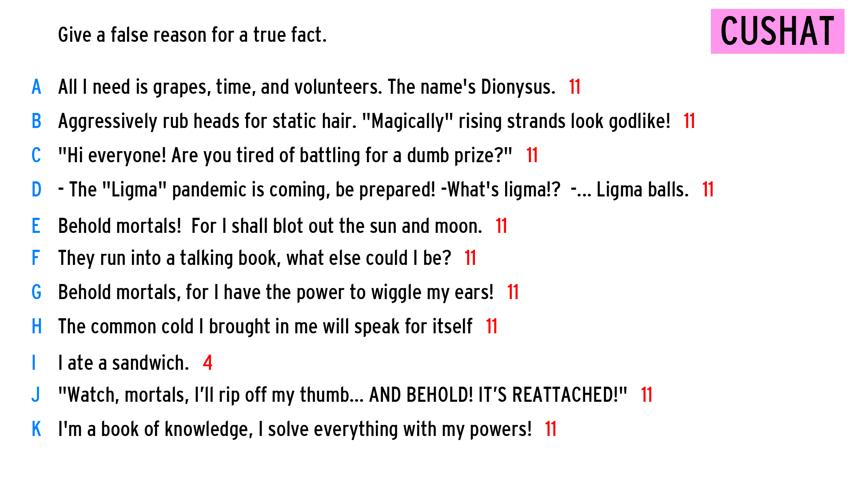 Give a false reason for a true fact.
CUSHAT
A All I need is grapes, time, and volunteers. The name's Dionysus. 11
B Aggressively rub heads for static hair. "Magically" rising strands look godlike! 11
C "Hi everyone! Are you tired of battling for a dumb prize?" 11
D - The "Ligma" pandemic is coming, be prepared! -What's ligma!? -... Ligma balls. 11
E Behold mortals! For I shall blot out the sun and moon. 11
F They run into a talking book, what else could I be? 11
G Behold mortals, for I have the power to wiggle my ears! 11
H The common cold I brought in me will speak for itself 11
I I ate a sandwich. 4
J "Watch, mortals, I’ll rip off my thumb... AND BEHOLD! IT’S REATTACHED!" 11
K I'm a book of knowledge, I solve everything with my powers! 11